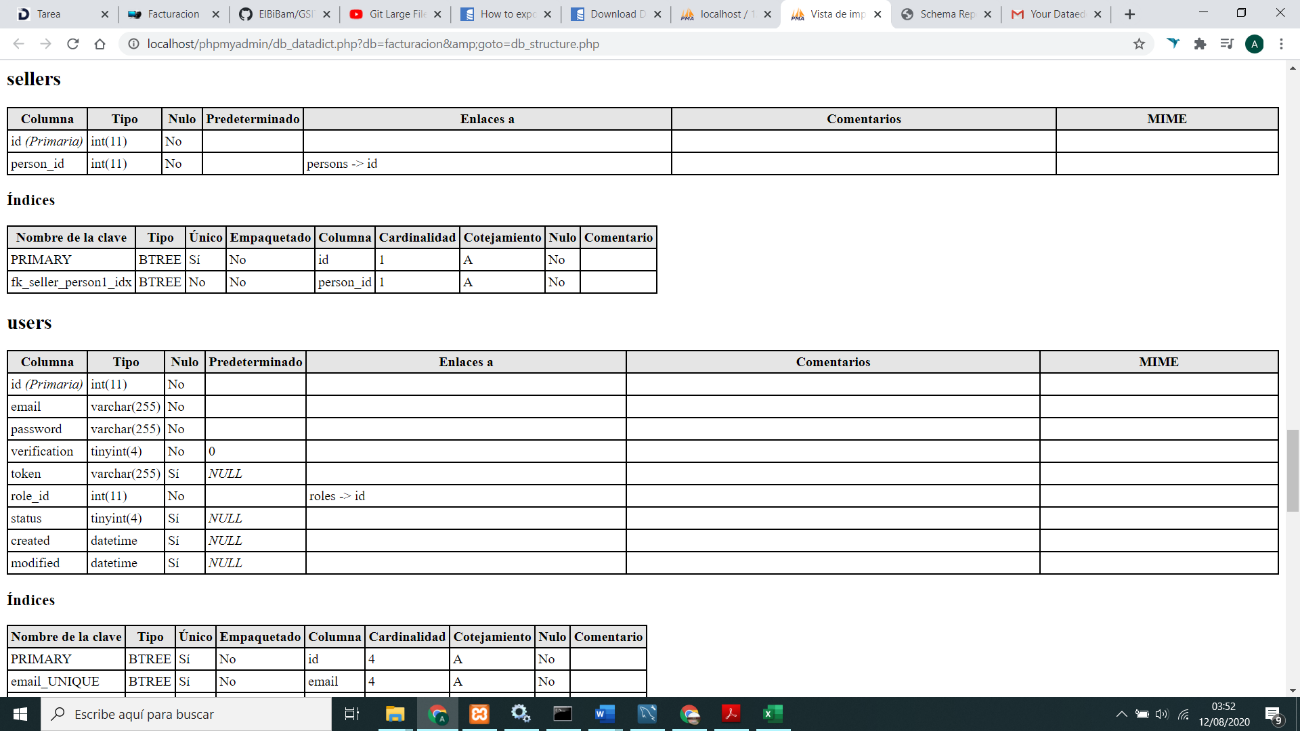 Tarea
Facturacion
ElBiBam/GSI
Git Large File
How to expo
Download D
localhost / 1
Vista de imp
Schema Rep
Your Dataed
localhost/phpmyadmin/db_datadict.php?db=facturacion&amp;goto=db_structure.php
A
sellers
Columna Tipo Nulo Predeterminado Enlaces a Comentarios MIME
id (Primaria) int(11) No
person_id int(11) No persons -> id
Índices
Nombre de la clave Tipo Único Empaquetado Columna Cardinalidad Cotejamiento Nulo Comentario
PRIMARY BTREE Sí No id 1 A No
fk_seller_person1_idx BTREE No No person_id 1 A No
users
Columna Tipo Nulo Predeterminado Enlaces a Comentarios MIME
id (Primaria) int(11) No
email varchar(255) No
password varchar(255) No
verification tinyint(4) No 0
token varchar(255) Sí NULL
role_id int(11) No roles -> id
status tinyint(4) Sí NULL
created datetime Sí NULL
modified datetime Sí NULL
Índices
Nombre de la clave Tipo Único Empaquetado Columna Cardinalidad Cotejamiento Nulo Comentario
PRIMARY BTREE Sí No id 4 A No
email_UNIQUE BTREE Sí No email 4 A No
Escribe aquí para buscar
03:52
12/08/2020
9